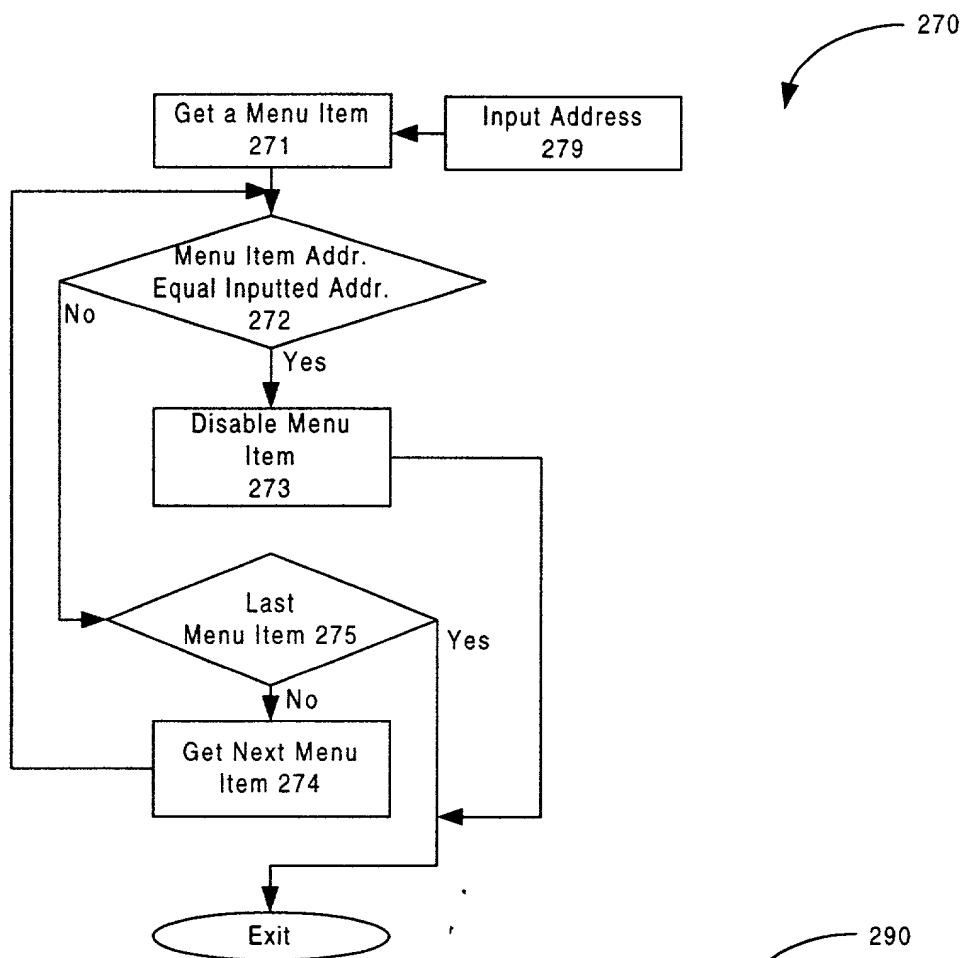 270
Get a Menu Item
271
Input Address
279
Menu Item Addr.
Equal Inputted Addr.
272
No
Yes
Disable Menu
Item
273
Last
Menu Item 275
Yes
No
Get Next Menu
Item 274
Exit
290